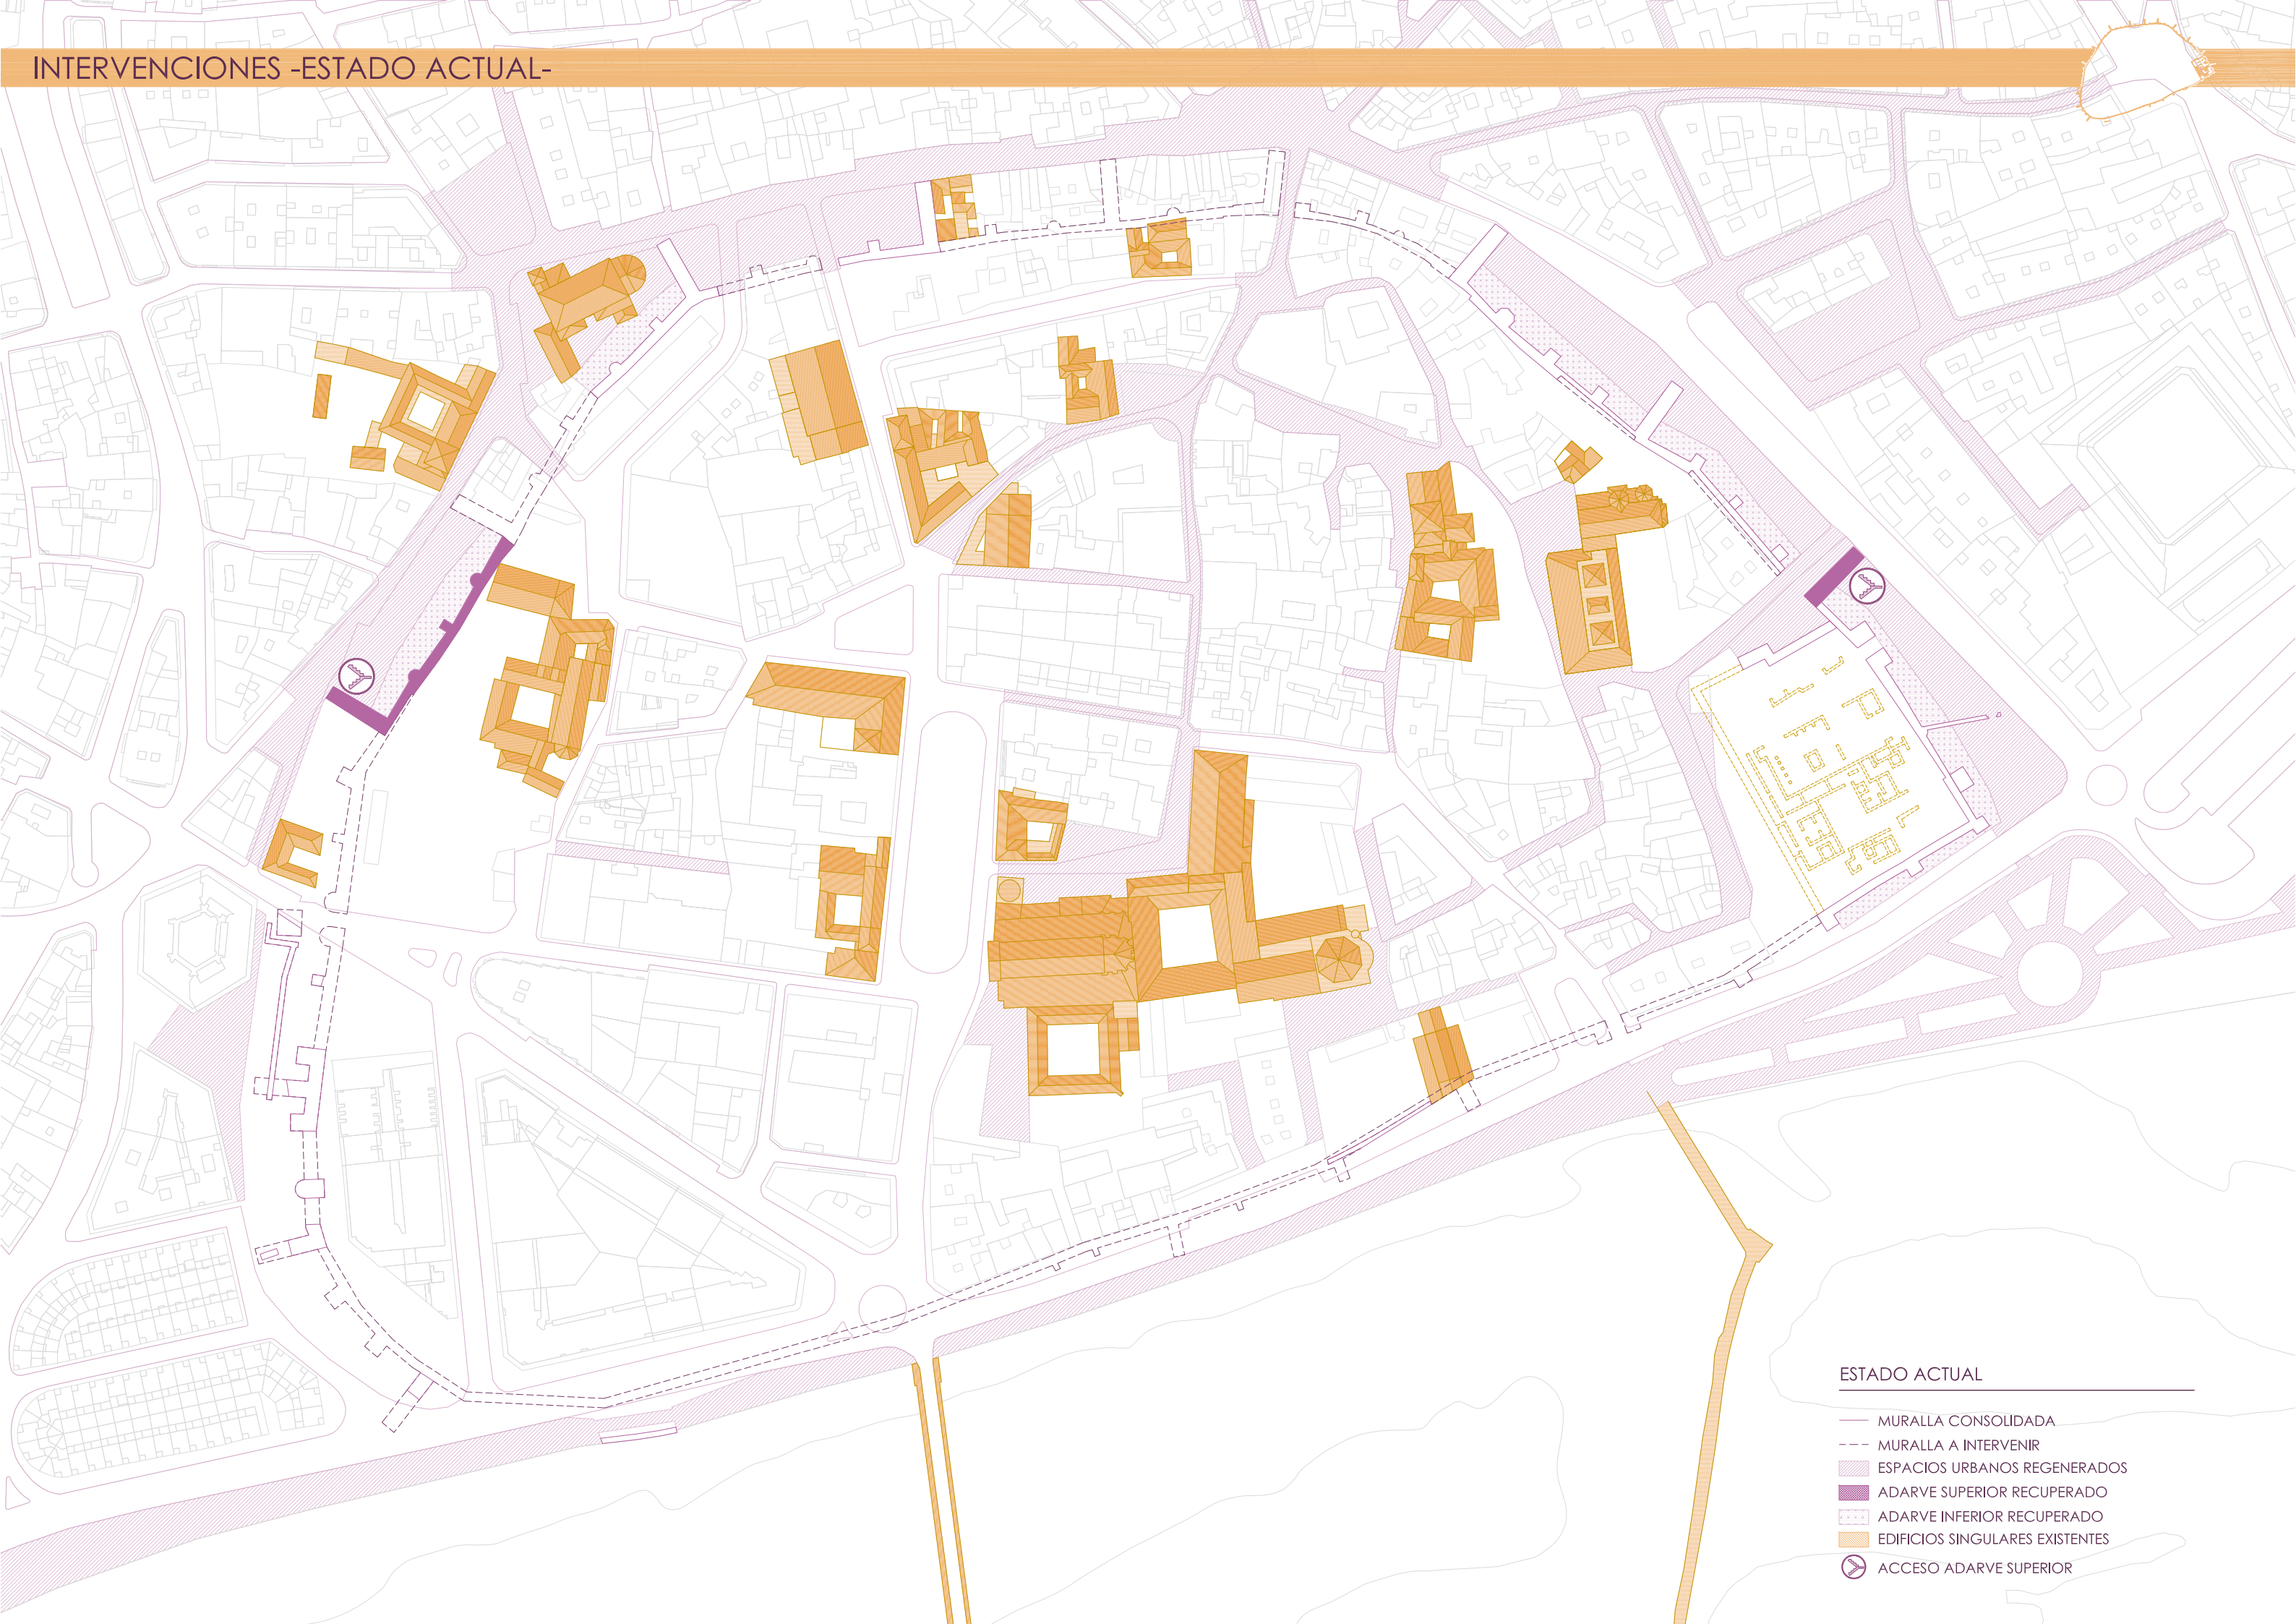 INTERVENCIONES -ESTADO ACTUAL-
ESTADO ACTUAL
MURALLA CONSOLIDADA
MURALLA A INTERVENIR
ESPACIOS URBANOS REGENERADOS
ADARVE SUPERIOR RECUPERADO
ADARVE INFERIOR RECUPERADO
EDIFICIOS SINGULARES EXISTENTES
ACCESO ADARVE SUPERIOR